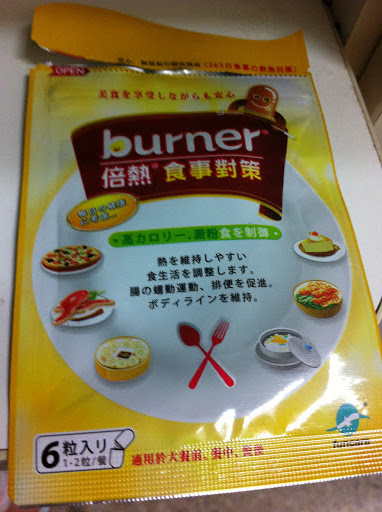 OPEN
美食を享受しながらも安心
burner®
倍熱® 食事對策
高カロリー、澱粉食を制御
熱を維持しやすい
食生活を調整します。
腸の蠕動運動、排便を促進。
ボディラインを維持。
6粒入り
1-2粒/餐
適用於大餐前、餐中、餐後
funcare